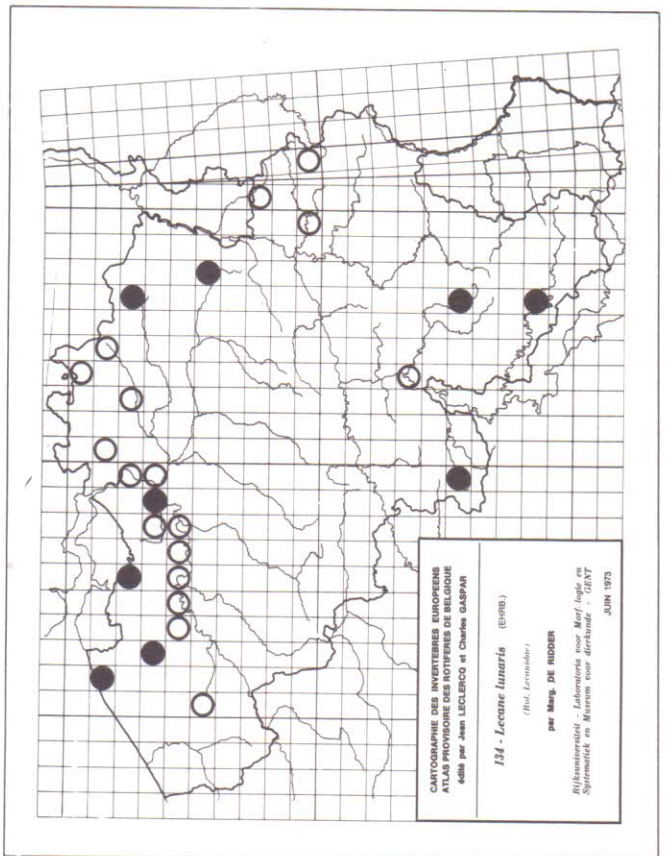 CARTOGRAPHIE DES INVERTEBRES EUROPEENS
ATLAS PROVISOIRE DES ROTIFERES DE BELGIQUE
édité par Jean LECLERCQ et Charles GASPAR
134 - Lecane lunaris (EHRB.)
(Rot. Lecanidae)
par Marg. DE RIDDER
Rijksuniversiteit - Laboratoria voor Morfologie en
Systematiek en Museum voor dierkunde - GENT
JUIN 1973